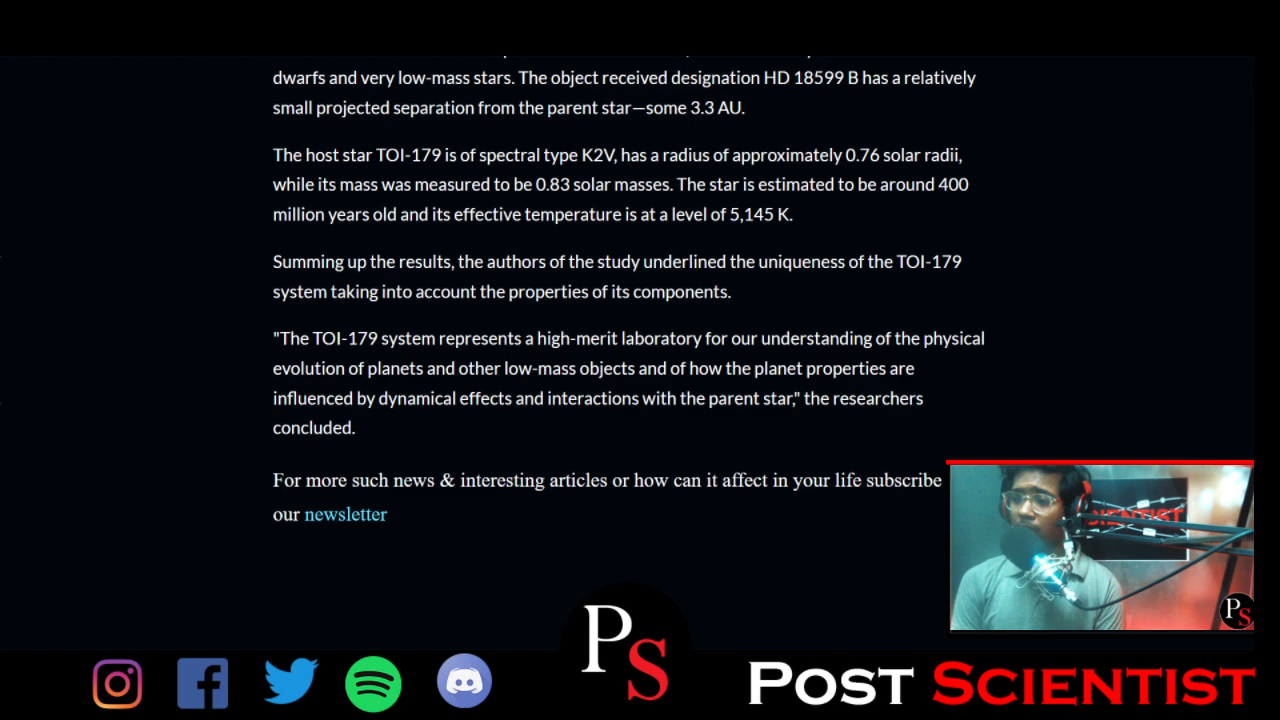 dwarfs and very low-mass stars. The object received designation HD 18599 B has a relatively
small projected separation from the parent star—some 3.3 AU.
The host star TOI-179 is of spectral type K2V, has a radius of approximately 0.76 solar radii,
while its mass was measured to be 0.83 solar masses. The star is estimated to be around 400
million years old and its effective temperature is at a level of 5,145 K.
Summing up the results, the authors of the study underlined the uniqueness of the TOI-179
system taking into account the properties of its components.
"The TOI-179 system represents a high-merit laboratory for our understanding of the physical
evolution of planets and other low-mass objects and of how the planet properties are
influenced by dynamical effects and interactions with the parent star," the researchers
concluded.
For more such news & interesting articles or how can it affect in your life subscribe
our newsletter
CIENTIST
PS
PS
POST SCIENTIST